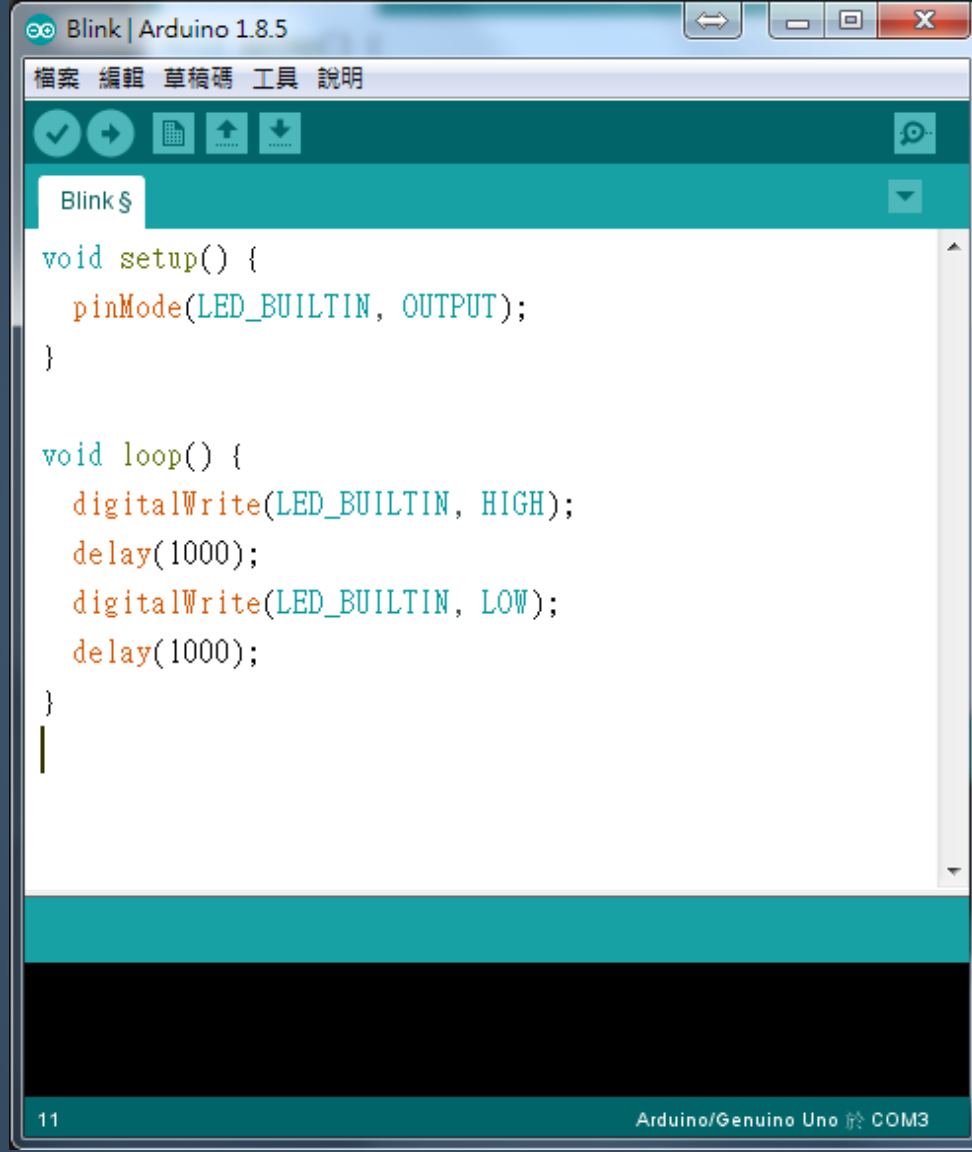 Blink | Arduino 1.8.5
檔案 編輯 草稿碼 工具 說明
Blink §
void setup() {
  pinMode(LED_BUILTIN, OUTPUT);
}
void loop() {
  digitalWrite(LED_BUILTIN, HIGH);
  delay(1000);
  digitalWrite(LED_BUILTIN, LOW);
  delay(1000);
}
11 Arduino/Genuino Uno 於 COM3